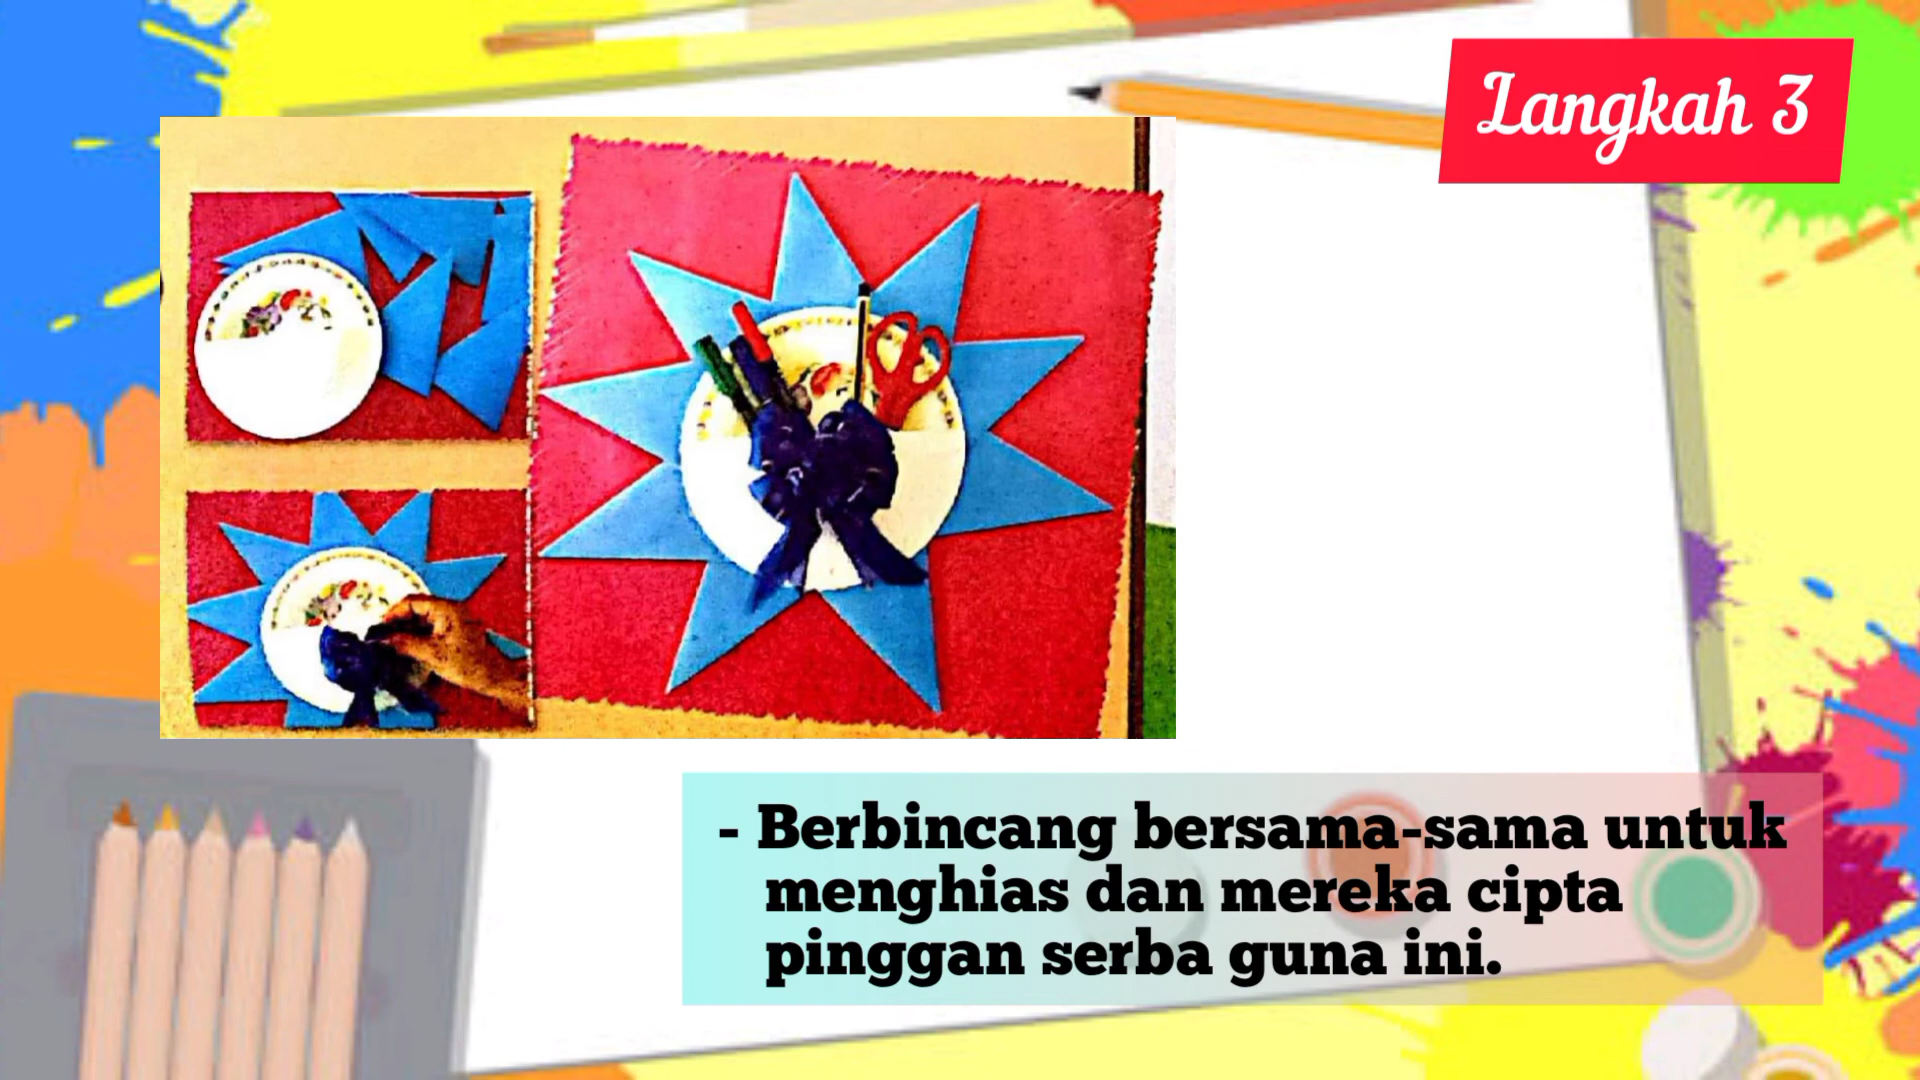 Langkah 3
- Berbincang bersama-sama untuk
menghias dan mereka cipta
pinggan serba guna ini.